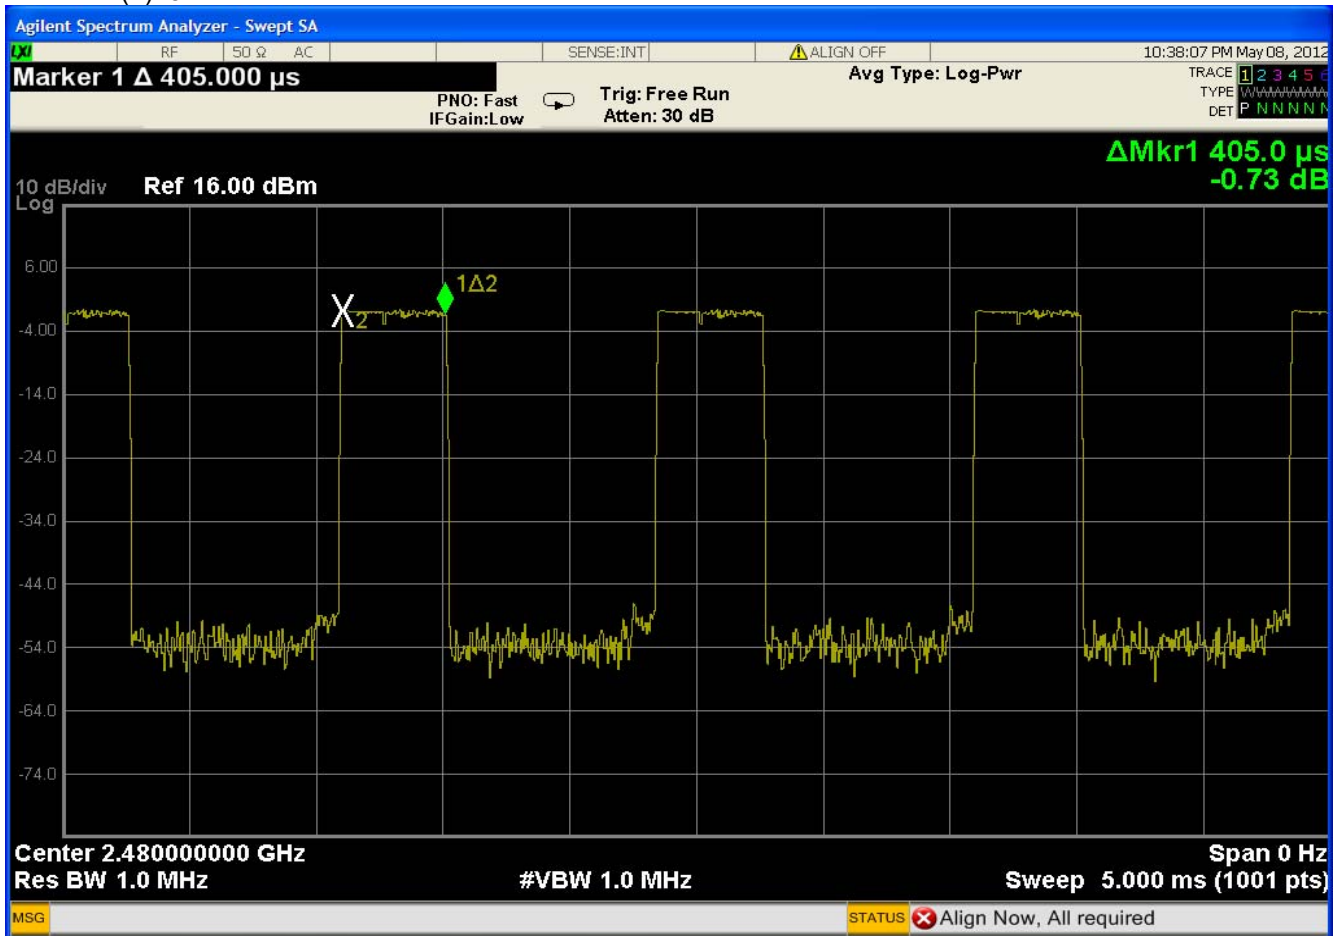 Agilent Spectrum Analyzer - Swept SA
LXI RF 50 Ω AC SENSE:INT ALIGN OFF 10:38:07 PM May 08, 2012
Marker 1 Δ 405.000 µs
PNO: Fast
IFGain:Low
Trig: Free Run
Atten: 30 dB
Avg Type: Log-Pwr
TRACE 1 2 3 4 5 6
TYPE
DET P N N N N N
ΔMkr1 405.0 µs
-0.73 dB
10 dB/div Ref 16.00 dBm
Log
6.00
1Δ2
X2
-4.00
-14.0
-24.0
-34.0
-44.0
-54.0
-64.0
-74.0
Center 2.480000000 GHz Span 0 Hz
Res BW 1.0 MHz #VBW 1.0 MHz Sweep 5.000 ms (1001 pts)
MSG STATUS Align Now, All required